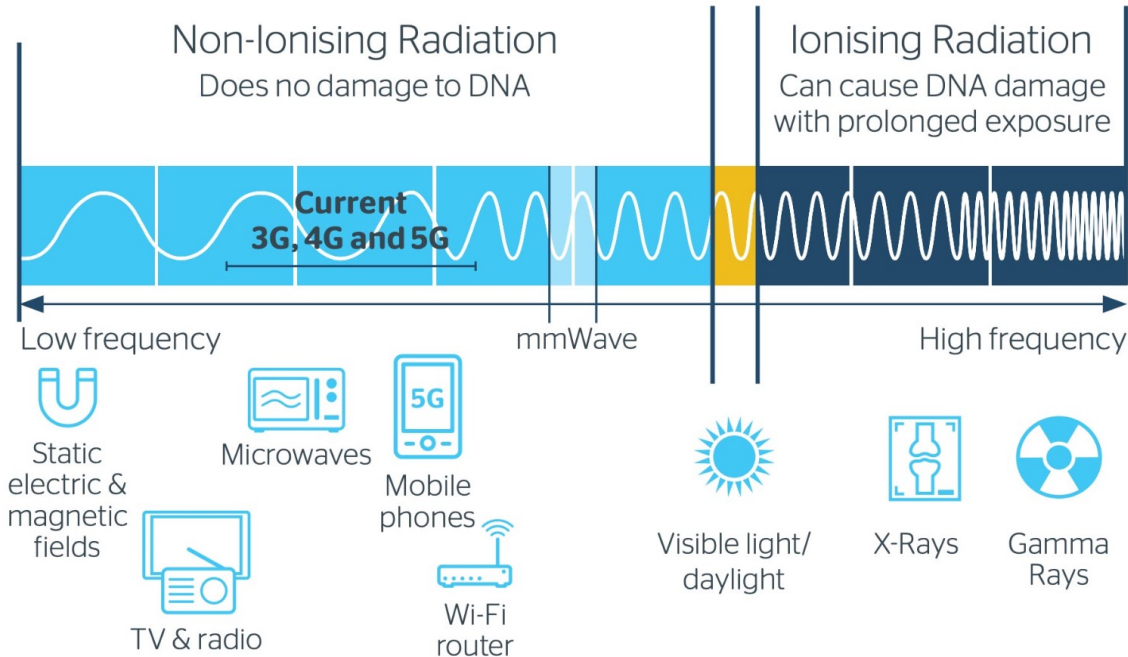 Non-Ionising Radiation
Does no damage to DNA
Ionising Radiation
Can cause DNA damage
with prolonged exposure
Current
3G, 4G and 5G
Low frequency
mmWave
High frequency
Static
electric &
magnetic
fields
TV & radio
Microwaves
5G
Mobile
phones
Wi-Fi
router
Visible light/
daylight
X-Rays
Gamma
Rays